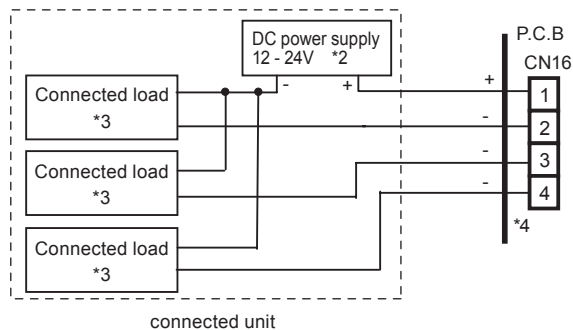 P.C.B
DC power supply
12 - 24V *2
CN16
- +
+
Connected load
*3
1
-
2
-
Connected load
*3
3
-
4
*4
Connected load
*3
connected unit